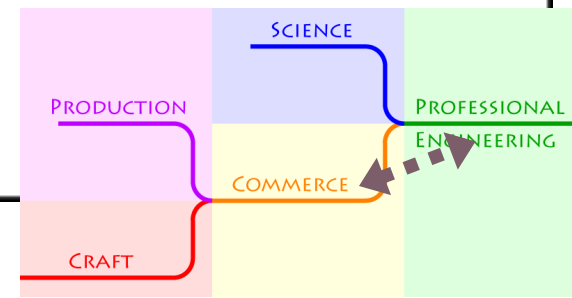 Science
Production
Professional
Engineering
Commerce
Craft